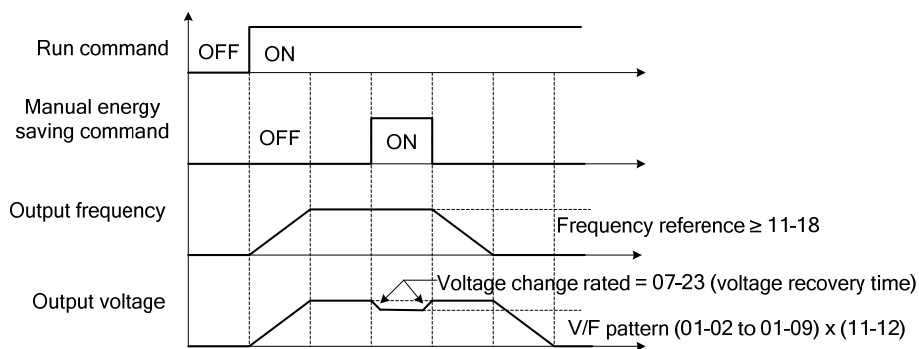 Run command
OFF
ON
Manual energy
saving command
OFF
ON
Output frequency
Frequency reference ≥ 11-18
Voltage change rated = 07-23 (voltage recovery time)
Output voltage
V/F pattern (01-02 to 01-09) x (11-12)